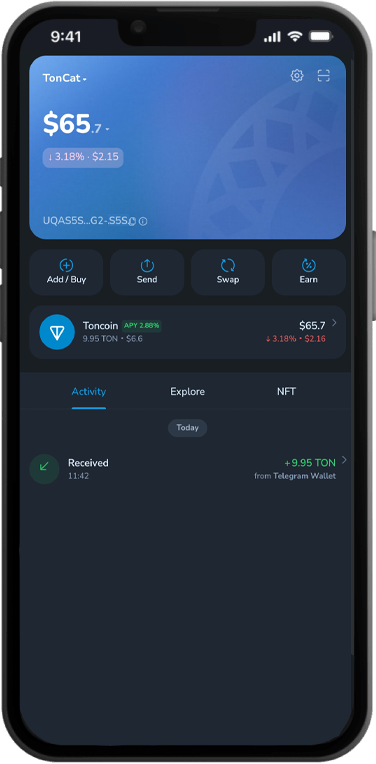 9:41
TonCat
$65.7
↓ 3.18% · $2.15
UQAS5S...G2-S5S
Add / Buy
Send
Swap
Earn
Toncoin APY 2.88% $65.7
9.95 TON • $6.6 ↓ 3.18% • $2.16
Activity
Explore
NFT
Today
Received +9.95 TON
11:42 from Telegram Wallet